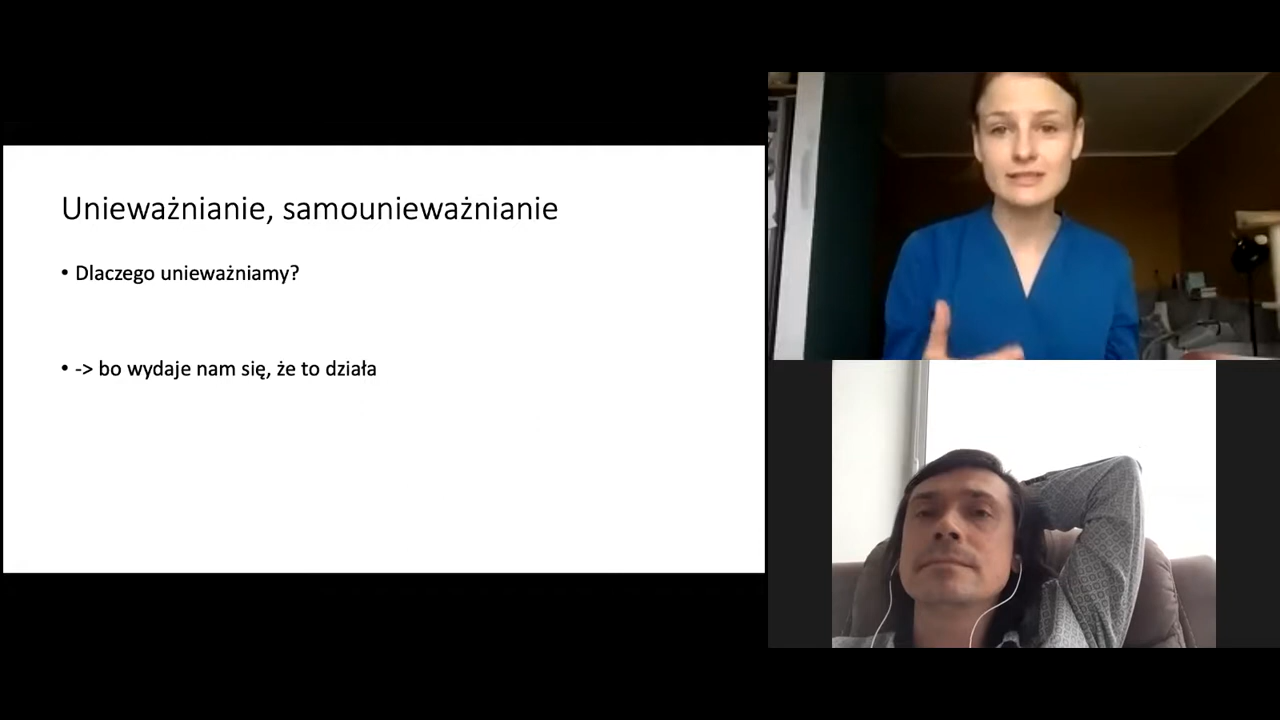 Unieważnianie, samounieważnianie
• Dlaczego unieważniamy?
• -> bo wydaje nam się, że to działa